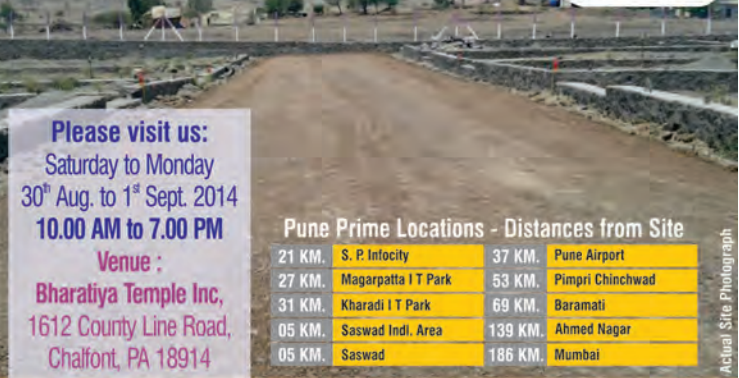 Please visit us:
Saturday to Monday
30th Aug. to 1st Sept. 2014
10.00 AM to 7.00 PM
Venue :
Bharatiya Temple Inc,
1612 County Line Road,
Chalfont, PA 18914
Pune Prime Locations - Distances from Site
21 KM. S. P. Infocity 37 KM. Pune Airport
27 KM. Magarpatta I T Park 53 KM. Pimpri Chinchwad
31 KM. Kharadi I T Park 69 KM. Baramati
05 KM. Saswad Indl. Area 139 KM. Ahmed Nagar
05 KM. Saswad 186 KM. Mumbai
Actual Site Photograph